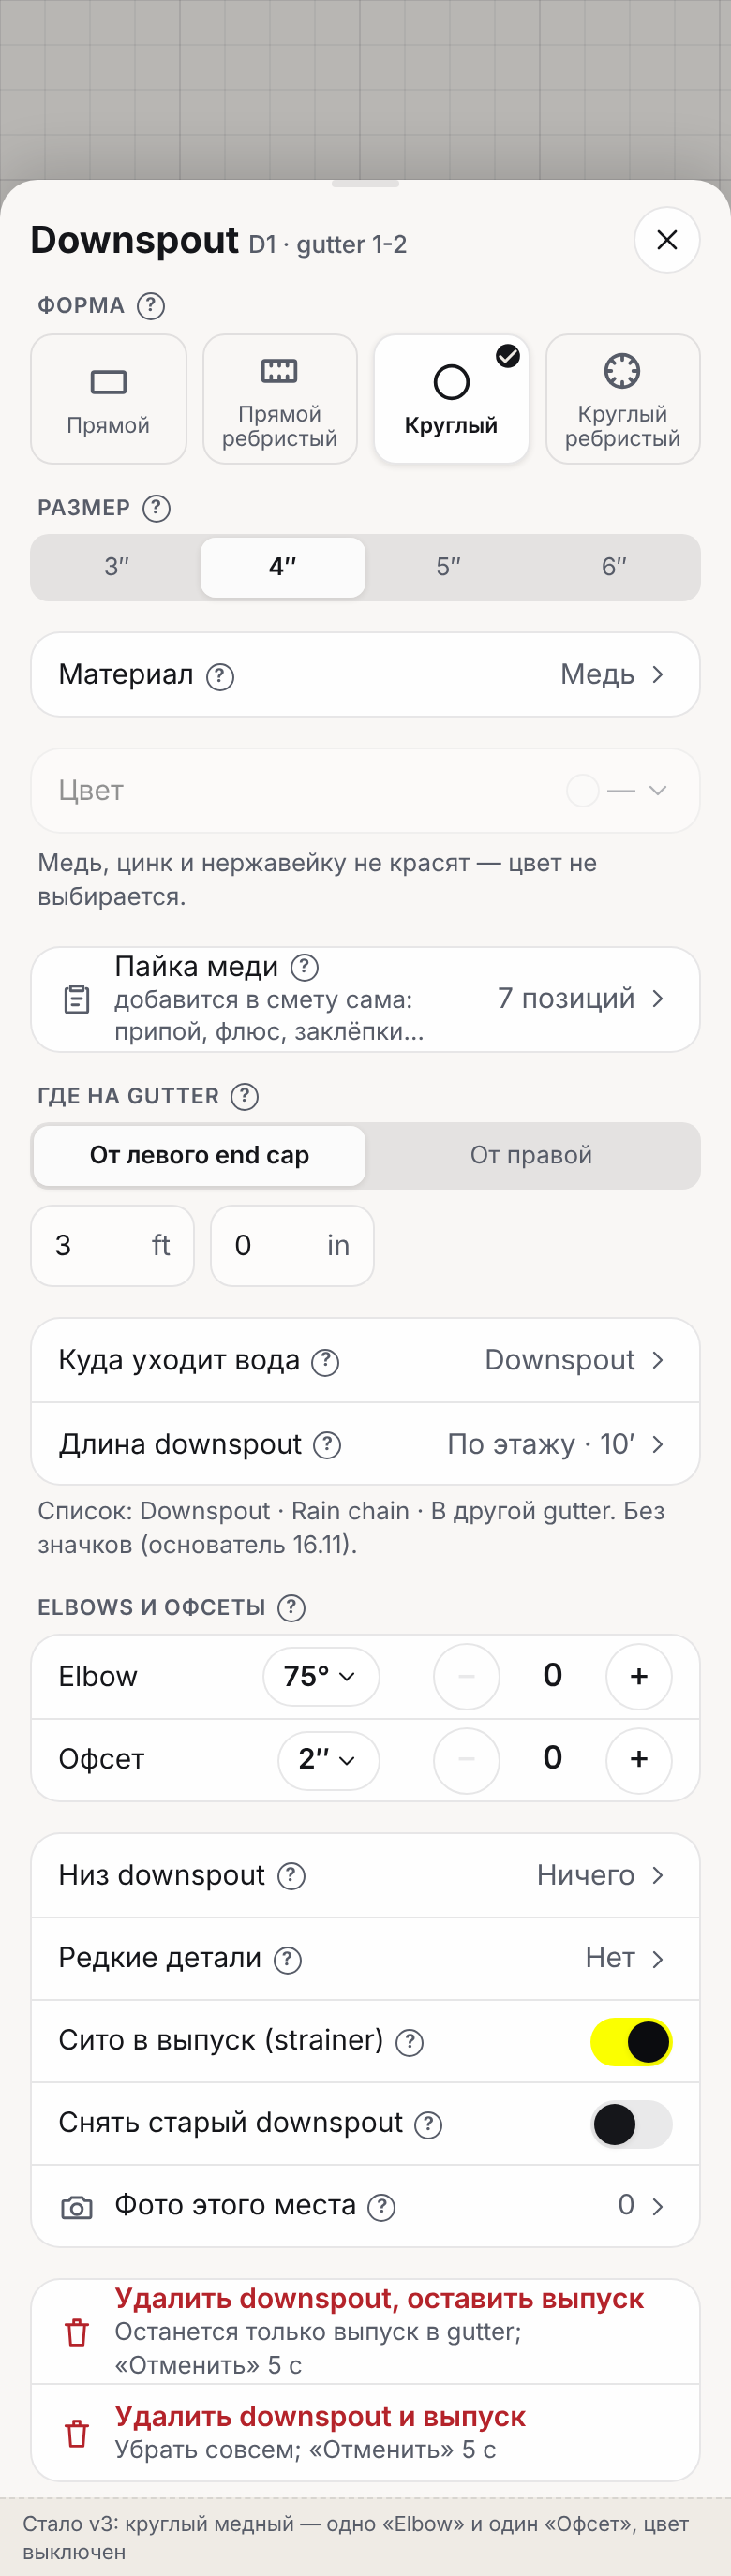 Downspout D1 · gutter 1-2
ФОРМА ?
Прямой
Прямой
ребристый
Круглый
Круглый
ребристый
РАЗМЕР ?
3″ 4″ 5″ 6″
Материал ? Медь
Цвет —
Медь, цинк и нержавейку не красят — цвет не
выбирается.
Пайка меди ?
добавится в смету сама:
припой, флюс, заклёпки...
7 позиций
ГДЕ НА GUTTER ?
От левого end cap От правой
3 ft 0 in
Куда уходит вода ? Downspout
Длина downspout ? По этажу · 10′
Список: Downspout · Rain chain · В другой gutter. Без
значков (основатель 16.11).
ELBOWS И ОФСЕТЫ ?
Elbow 75° − 0 +
Офсет 2″ − 0 +
Низ downspout ? Ничего
Редкие детали ? Нет
Сито в выпуск (strainer) ?
Снять старый downspout ?
Фото этого места ? 0
Удалить downspout, оставить выпуск
Останется только выпуск в gutter;
«Отменить» 5 с
Удалить downspout и выпуск
Убрать совсем; «Отменить» 5 с
Стало v3: круглый медный — одно «Elbow» и один «Офсет», цвет
выключен